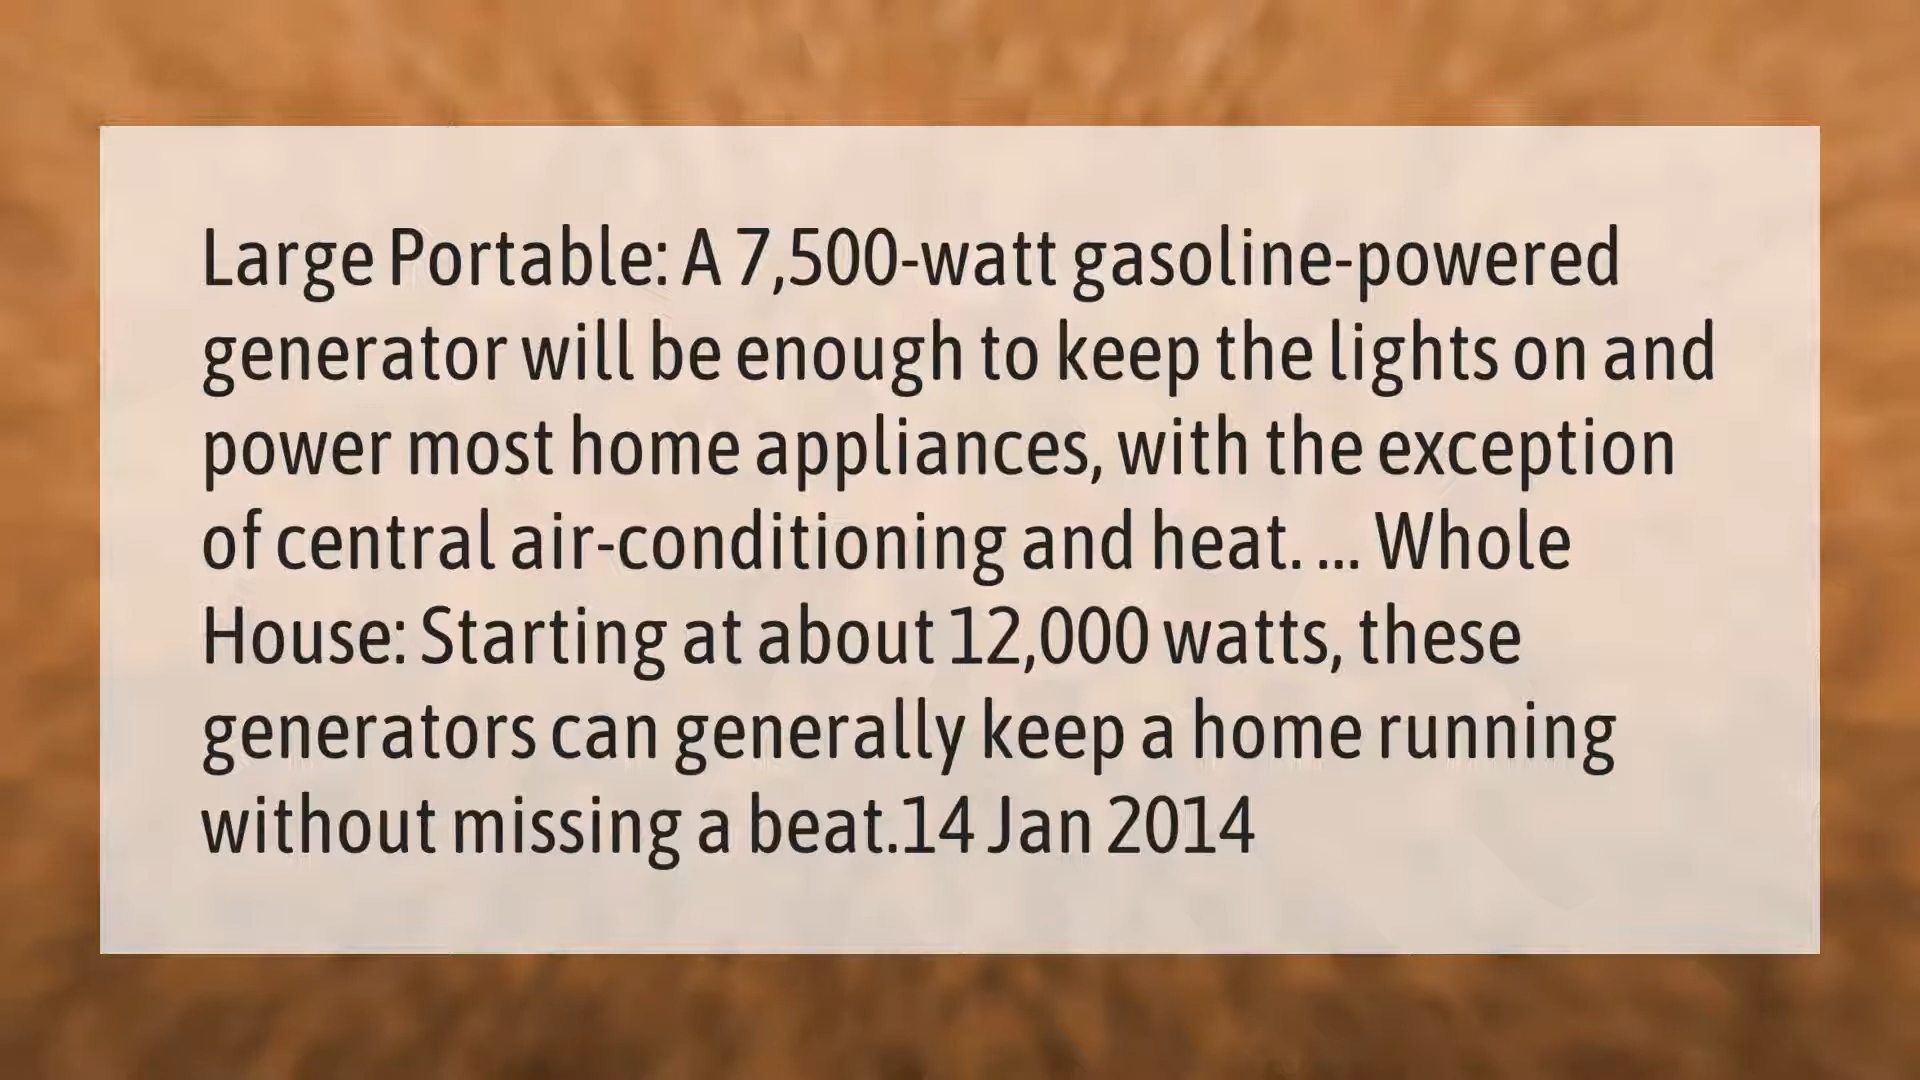 Large Portable: A 7,500-watt gasoline-powered
generator will be enough to keep the lights on and
power most home appliances, with the exception
of central air-conditioning and heat. ... Whole
House: Starting at about 12,000 watts, these
generators can generally keep a home running
without missing a beat.14 Jan 2014